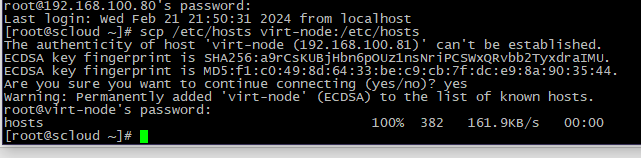 root@192.168.100.80's password:
Last login: Wed Feb 21 21:50:31 2024 from localhost
[root@scloud ~]# scp /etc/hosts virt-node:/etc/hosts
The authenticity of host 'virt-node (192.168.100.81)' can't be established.
ECDSA key fingerprint is SHA256:a9rCsKUBjHbn6pOUz1nsNriPCSWxQRvbb2TyxdraIMU.
ECDSA key fingerprint is MD5:f1:c0:49:8d:64:33:be:c9:cb:7f:dc:e9:8a:90:35:44.
Are you sure you want to continue connecting (yes/no)? yes
Warning: Permanently added 'virt-node' (ECDSA) to the list of known hosts.
root@virt-node's password:
hosts 100% 382 161.9KB/s 00:00
[root@scloud ~]#